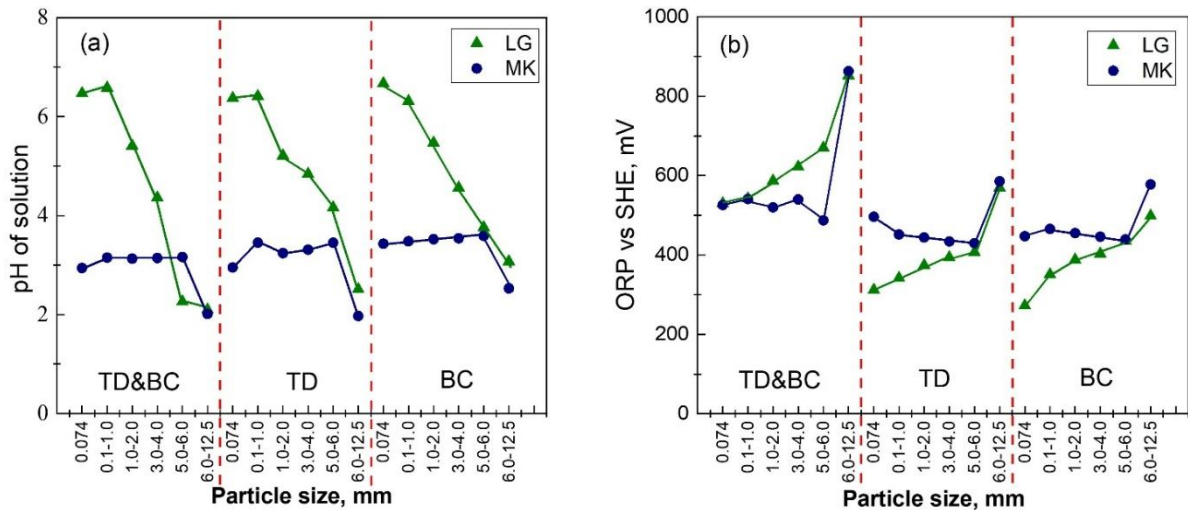 (a)
LG
MK
pH of solution
8
6
4
2
0
TD&BC
TD
BC
0.074
0.1-1.0
1.0-2.0
3.0-4.0
5.0-6.0
6.0-12.5
0.074
0.1-1.0
1.0-2.0
3.0-4.0
5.0-6.0
6.0-12.5
0.074
0.1-1.0
1.0-2.0
3.0-4.0
5.0-6.0
6.0-12.5
Particle size, mm
(b)
LG
MK
ORP vs SHE, mV
1000
800
600
400
200
0
TD&BC
TD
BC
0.074
0.1-1.0
1.0-2.0
3.0-4.0
5.0-6.0
6.0-12.5
0.074
0.1-1.0
1.0-2.0
3.0-4.0
5.0-6.0
6.0-12.5
0.074
0.1-1.0
1.0-2.0
3.0-4.0
5.0-6.0
6.0-12.5
Particle size, mm